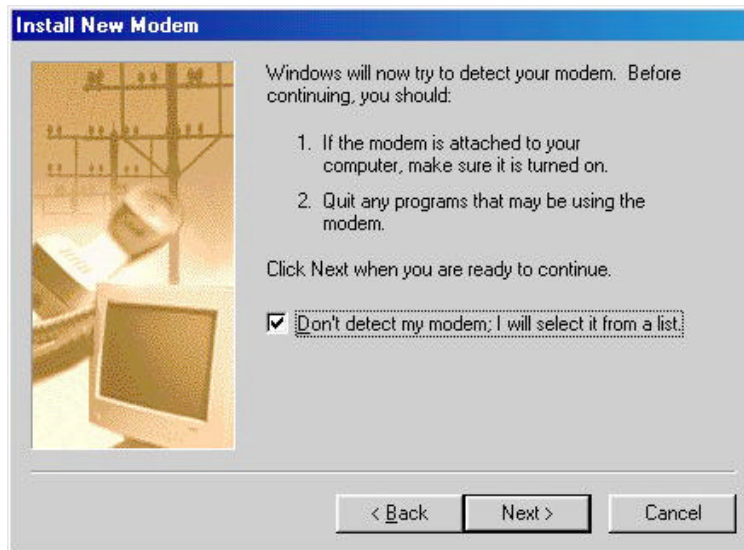 Install New Modem
Windows will now try to detect your modem. Before
continuing, you should:
1. If the modem is attached to your
computer, make sure it is turned on.
2. Quit any programs that may be using the
modem.
Click Next when you are ready to continue.
Don't detect my modem; I will select it from a list.
< Back
Next >
Cancel